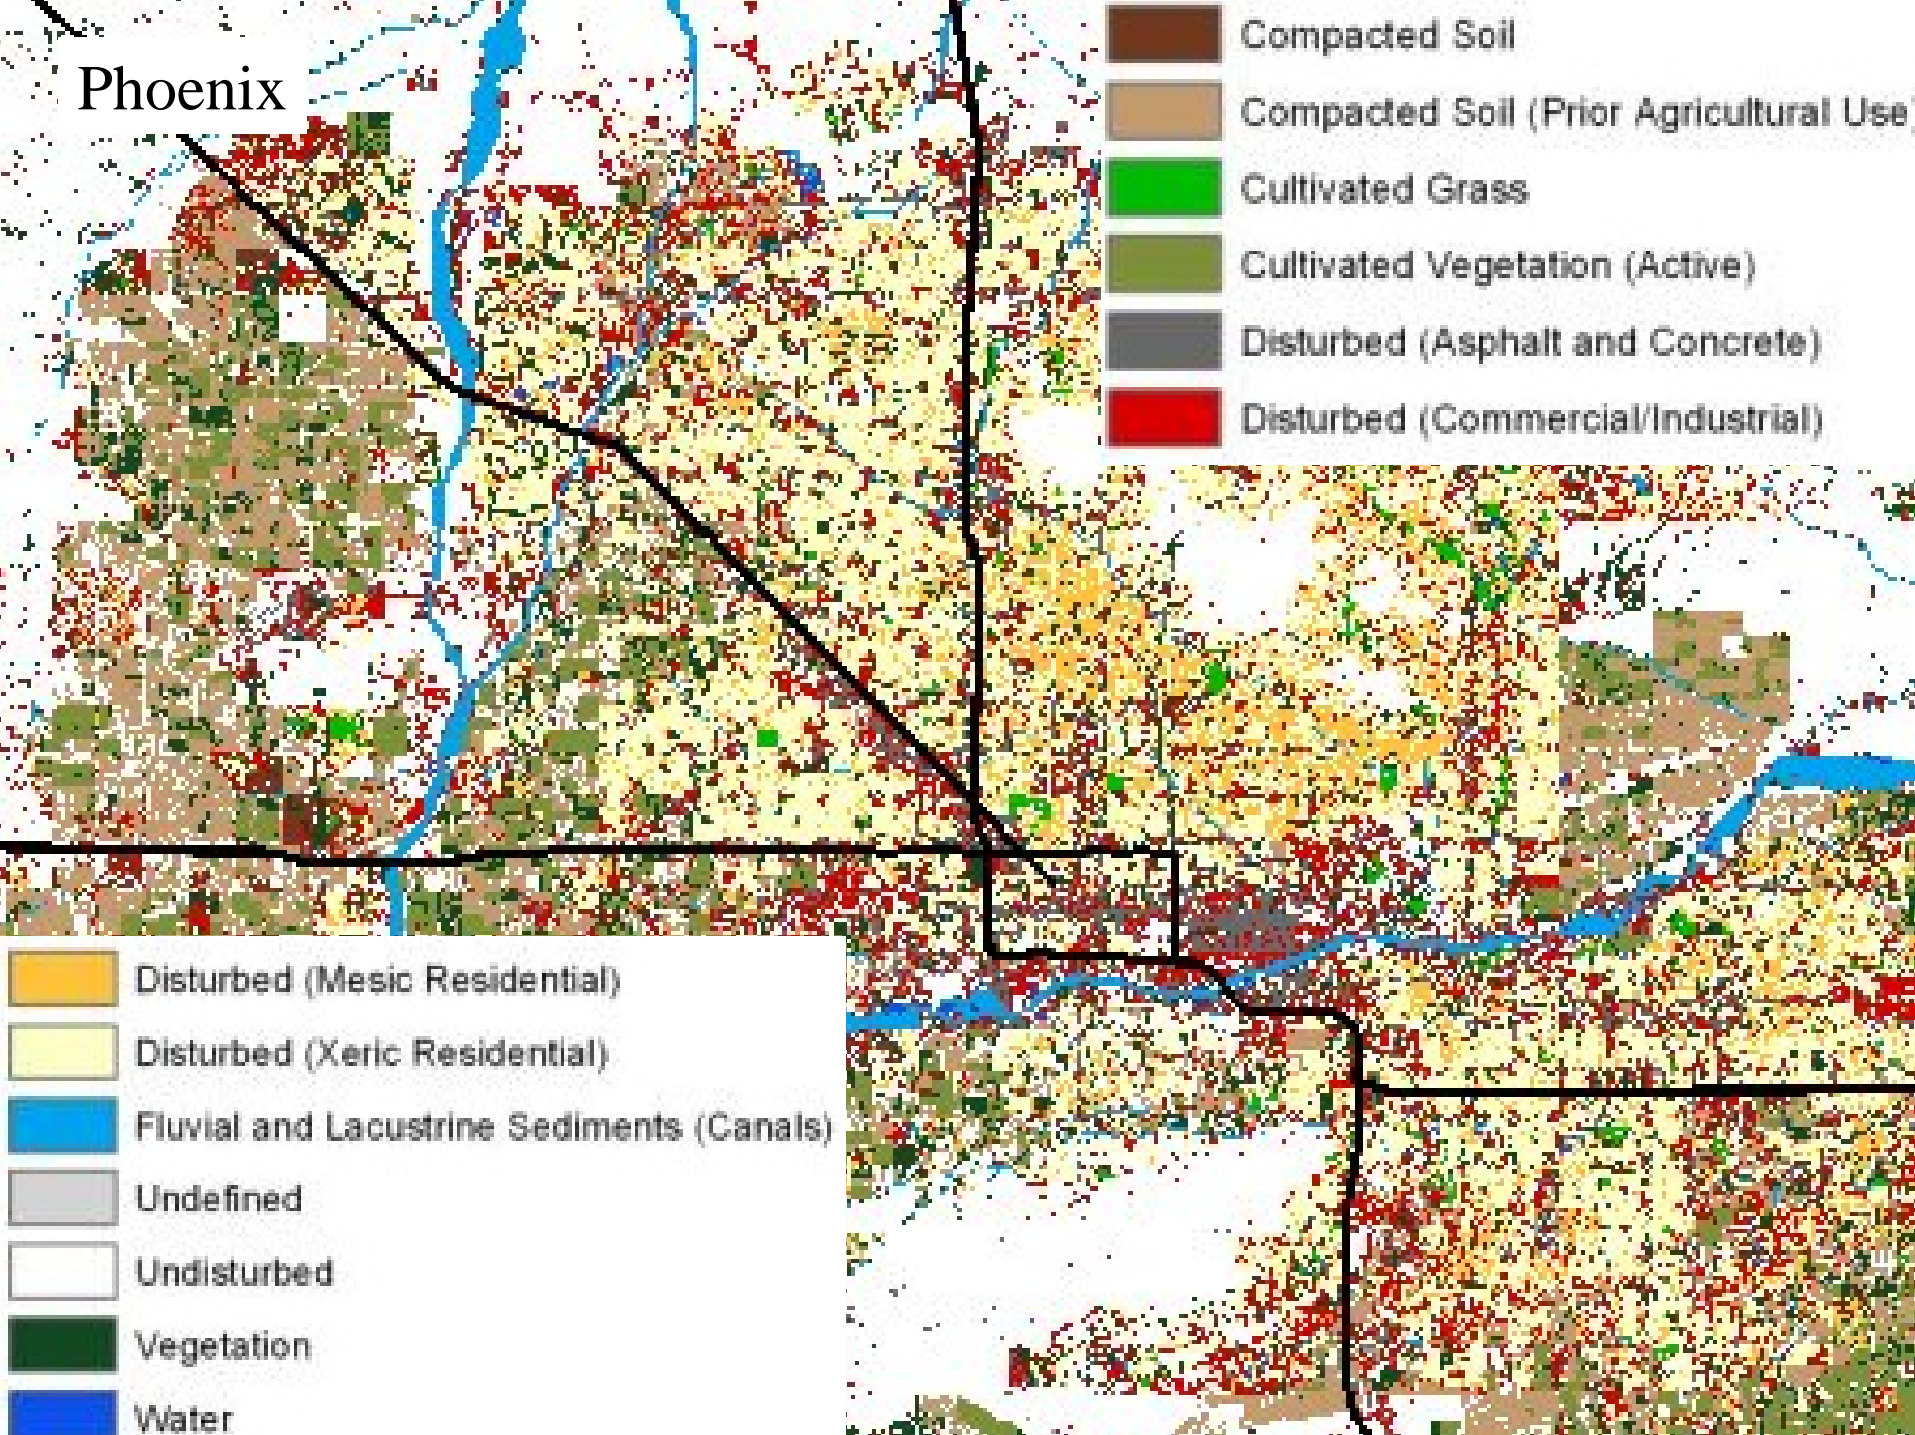 Phoenix
Compacted Soil
Compacted Soil (Prior Agricultural Use)
Cultivated Grass
Cultivated Vegetation (Active)
Disturbed (Asphalt and Concrete)
Disturbed (Commercial/Industrial)
Disturbed (Mesic Residential)
Disturbed (Xeric Residential)
Fluvial and Lacustrine Sediments (Canals)
Undefined
Undisturbed
Vegetation
Water